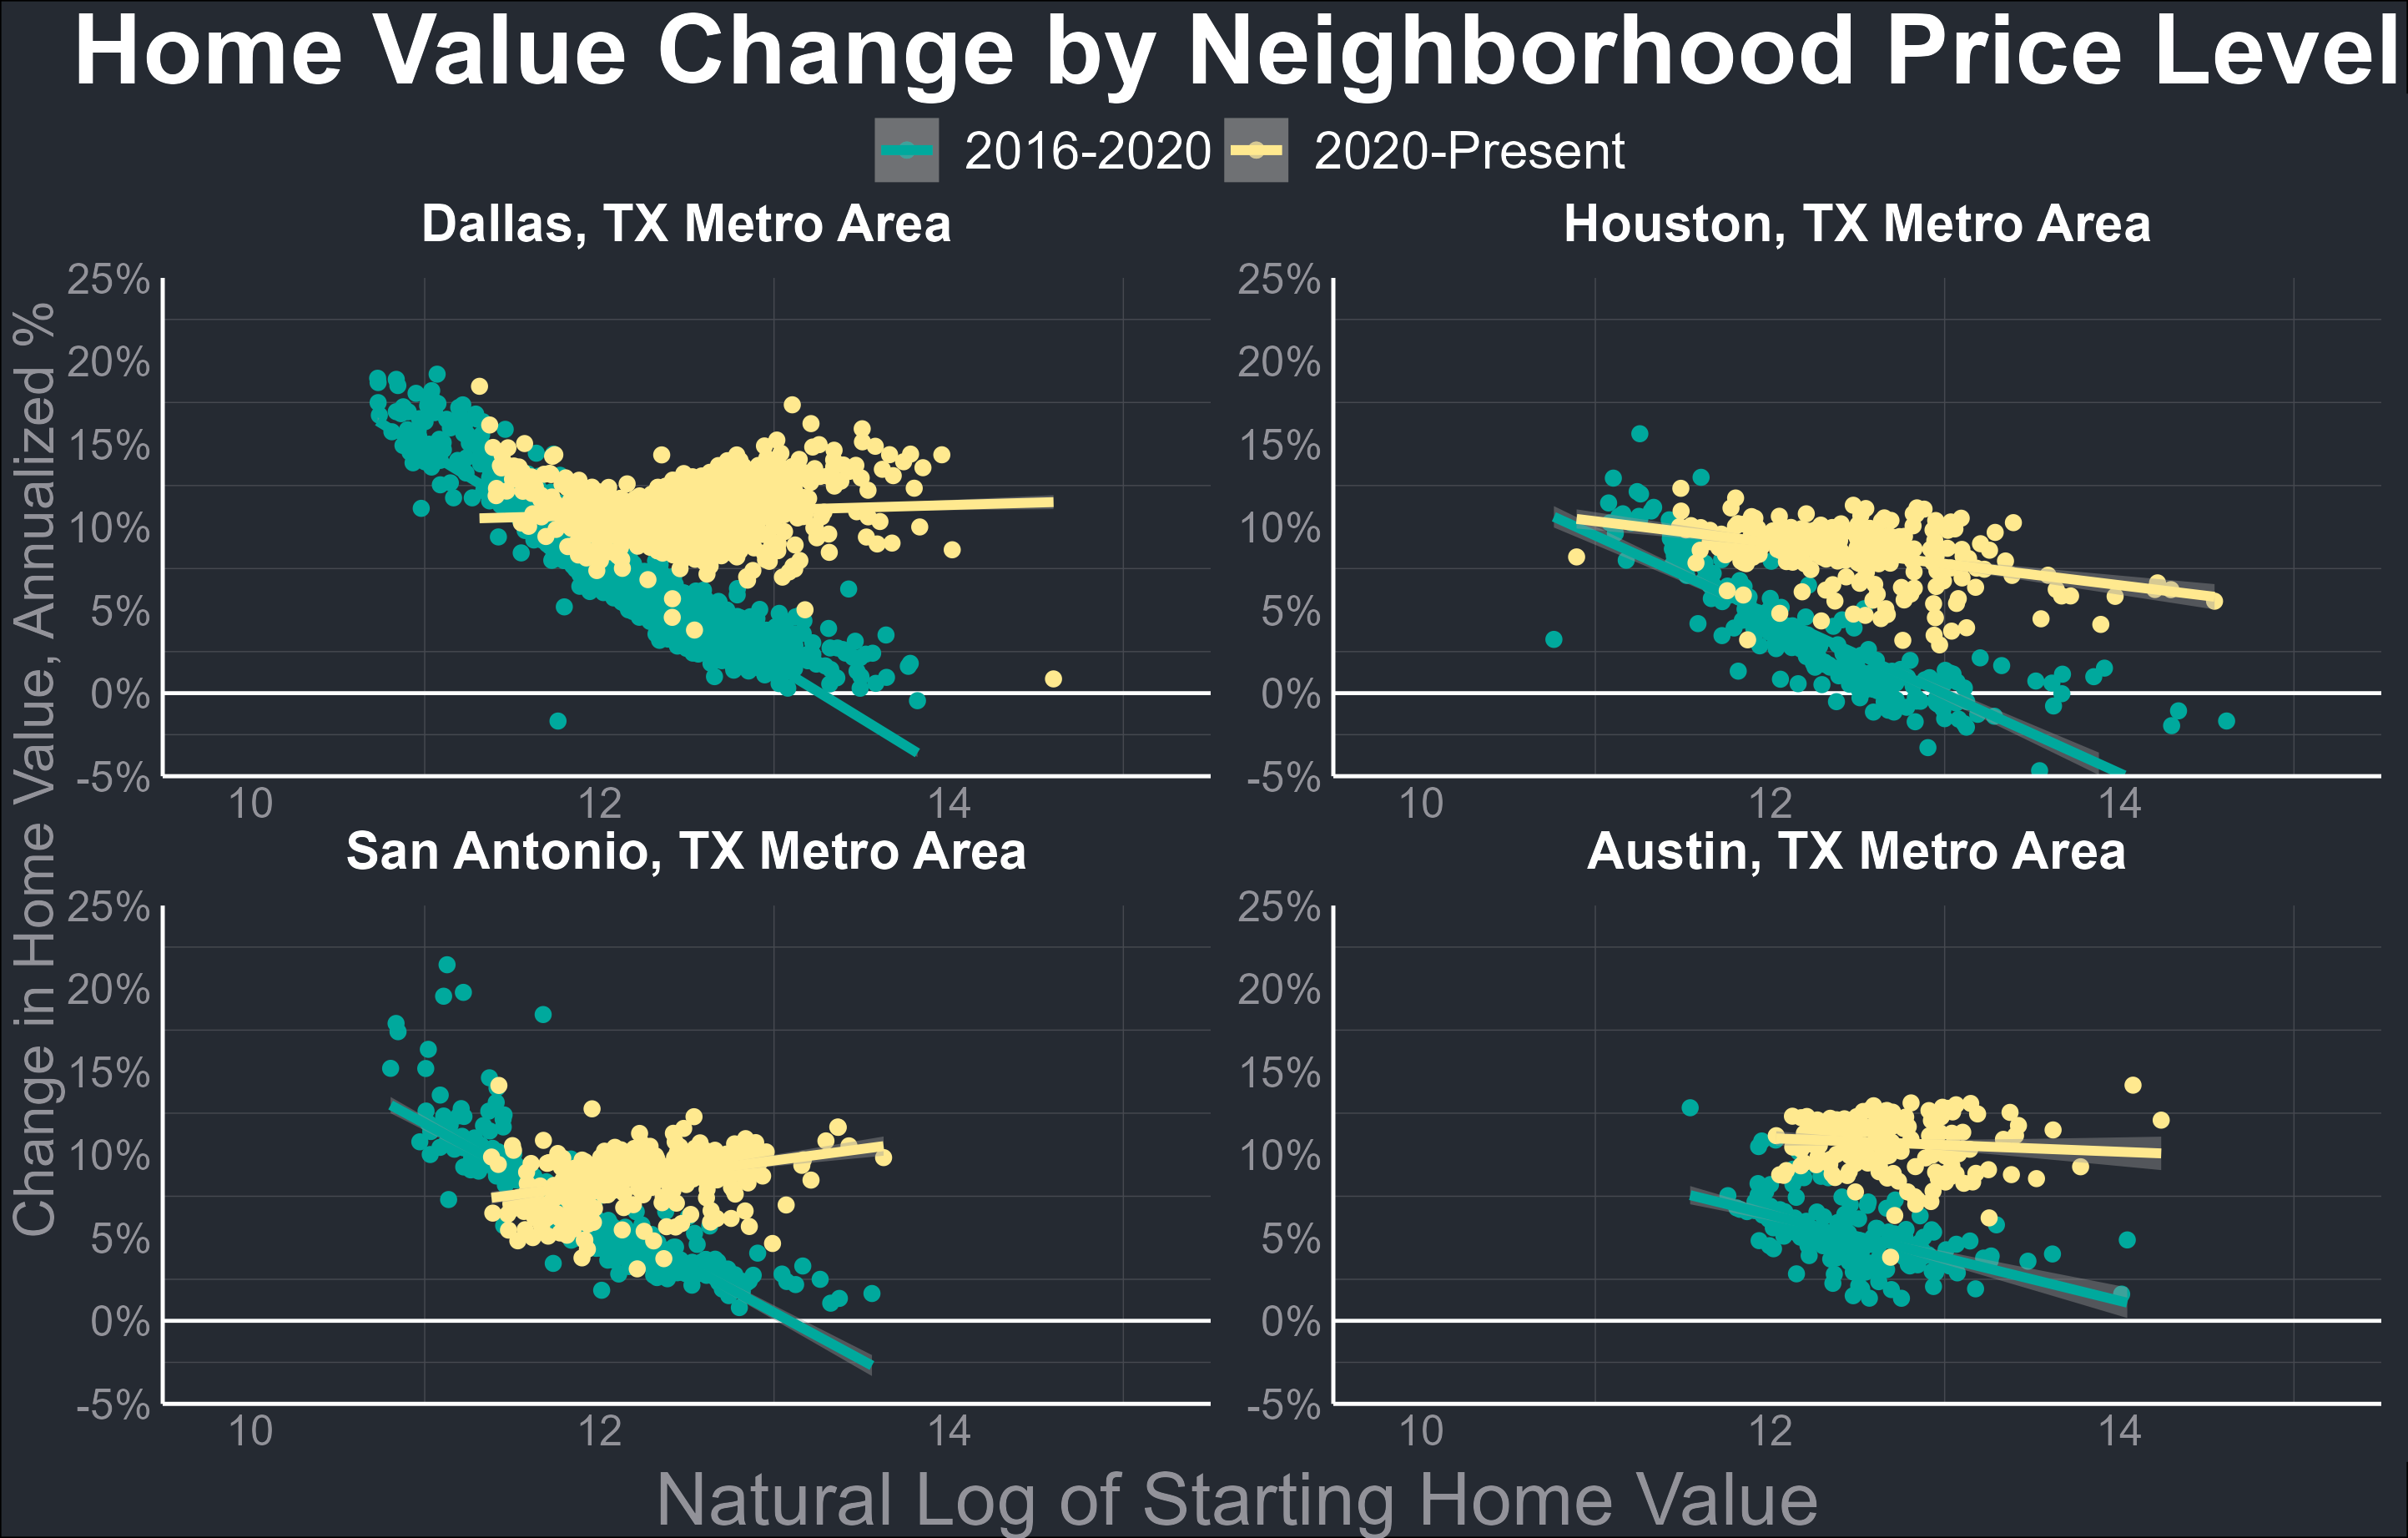 Home Value Change by Neighborhood Price Level
2016-2020 2020-Present
Dallas, TX Metro Area
Houston, TX Metro Area
Change in Home Value, Annualized %
25%
20%
15%
10%
5%
0%
-5%
10 12 14
25%
20%
15%
10%
5%
0%
-5%
10 12 14
San Antonio, TX Metro Area
Austin, TX Metro Area
25%
20%
15%
10%
5%
0%
-5%
10 12 14
25%
20%
15%
10%
5%
0%
-5%
10 12 14
Natural Log of Starting Home Value